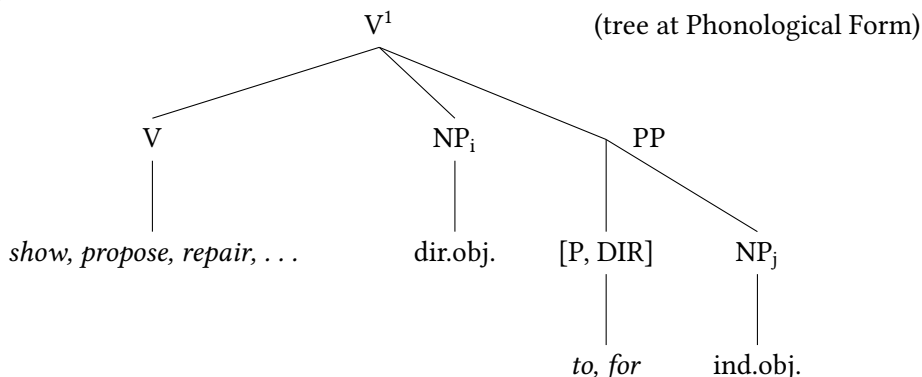 V¹ (tree at Phonological Form)
V NPᵢ PP
show, propose, repair, . . . dir.obj. [P, DIR] NPⱼ
to, for ind.obj.